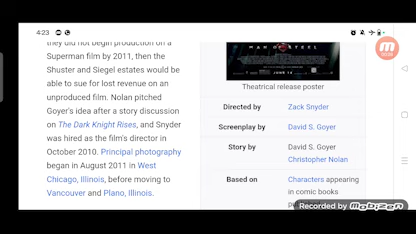 4:23
they did not begin production on a
Superman film by 2011, then the
Shuster and Siegel estates would be
able to sue for lost revenue on an
unproduced film. Nolan pitched
Goyer's idea after a story discussion
on The Dark Knight Rises, and Snyder
was hired as the film's director in
October 2010. Principal photography
began in August 2011 in West
Chicago, Illinois, before moving to
Vancouver and Plano, Illinois.
MAN OF STEEL
JUNE 14
Theatrical release poster
Directed by Zack Snyder
Screenplay by David S. Goyer
Story by David S. Goyer
Christopher Nolan
Based on Characters appearing
in comic books
Recorded by Mobizen